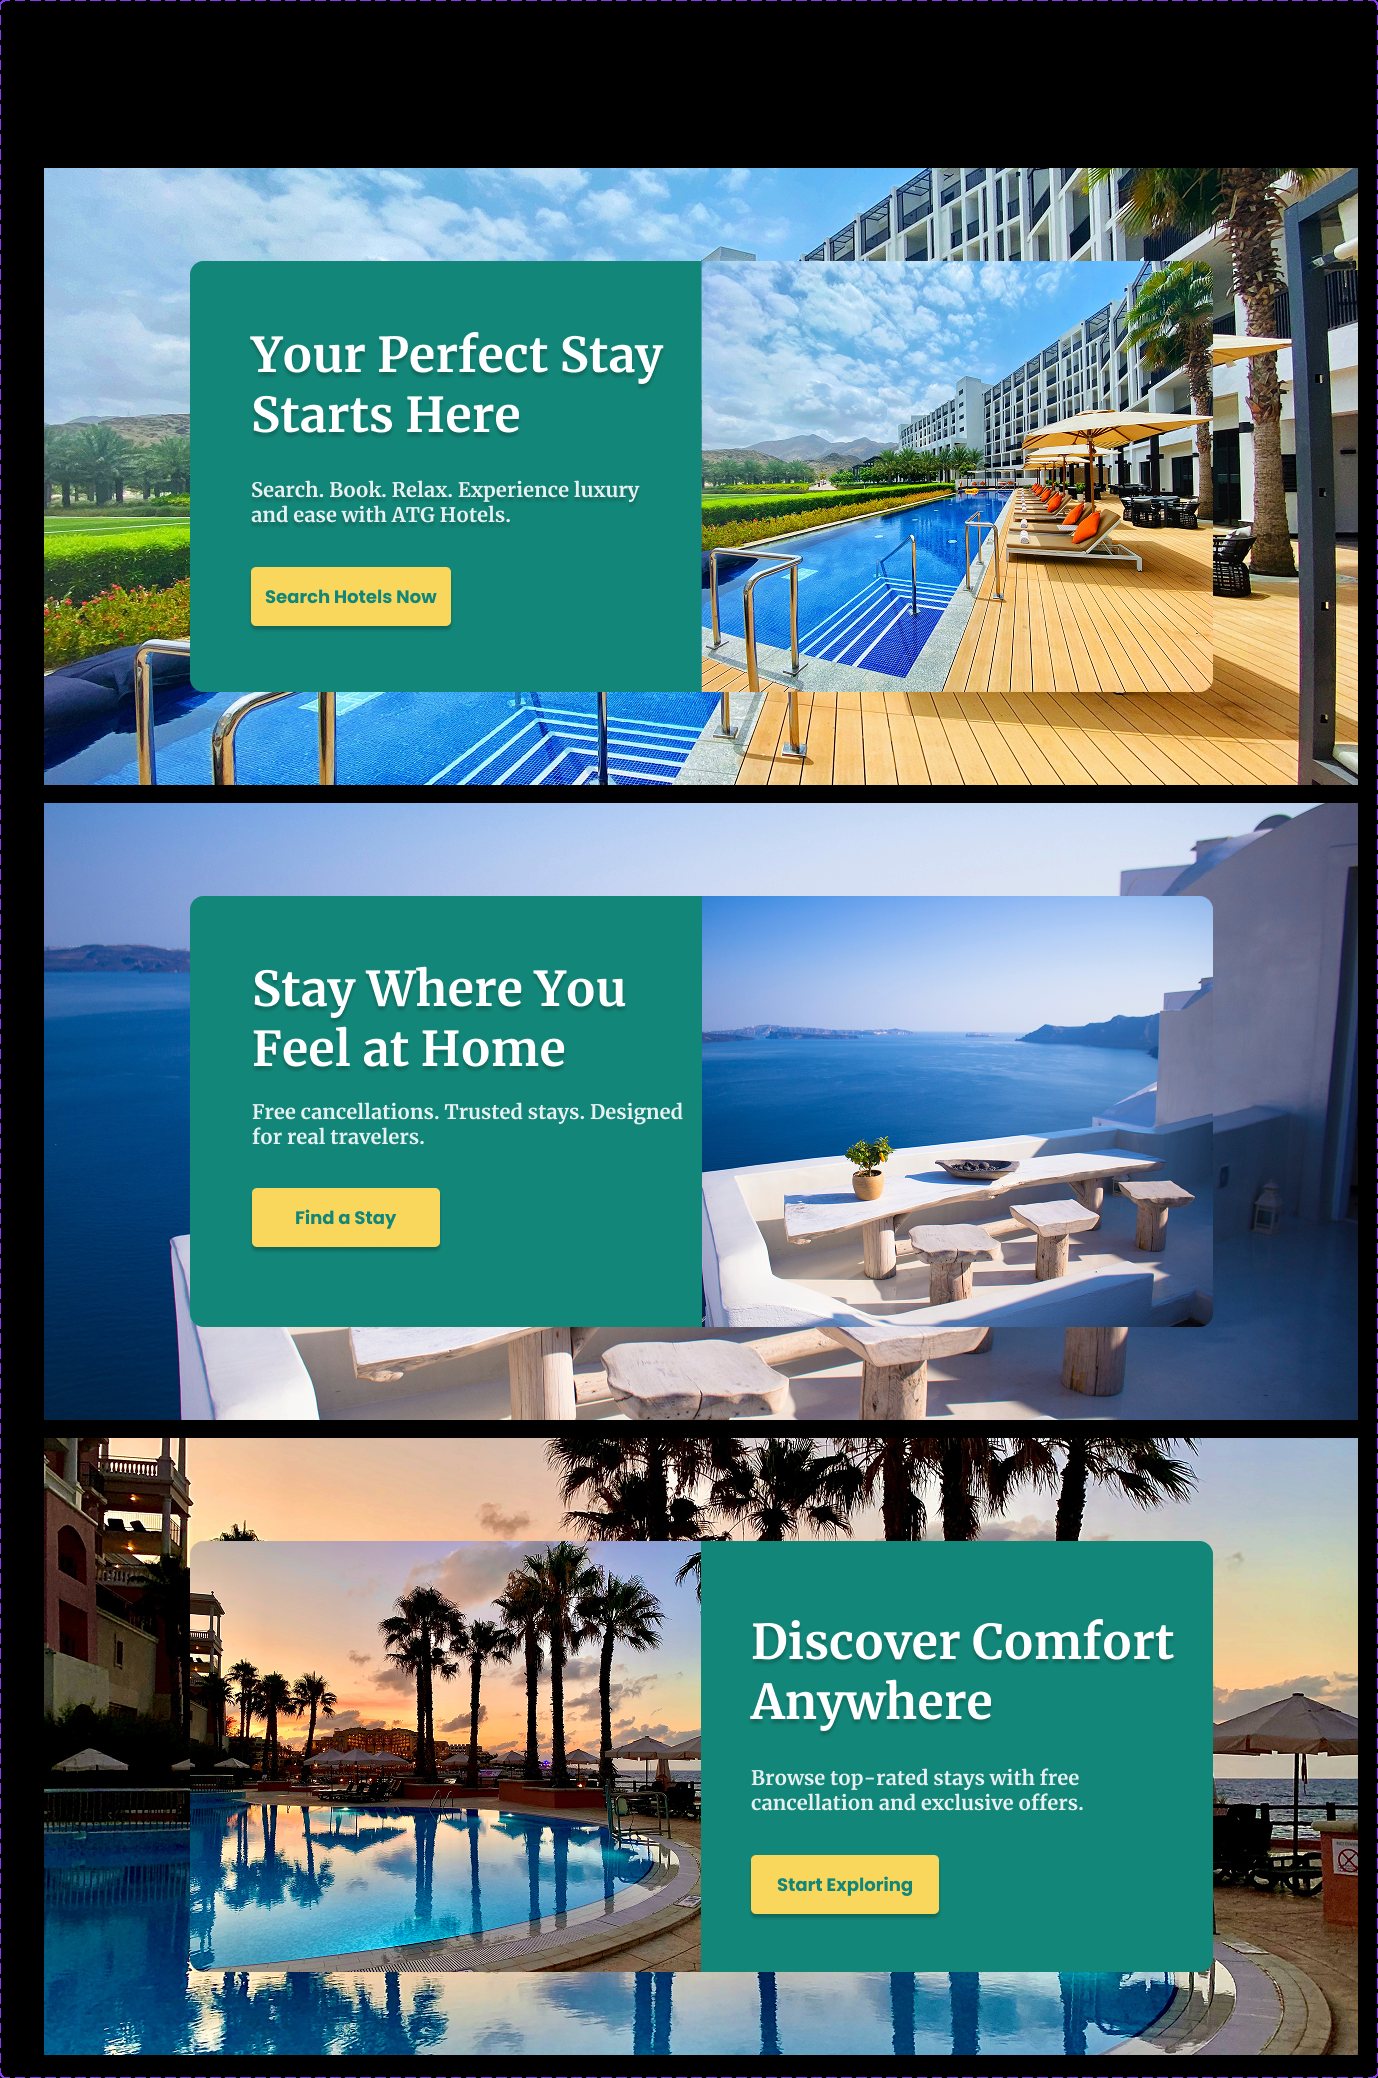 Your Perfect Stay
Starts Here
Search. Book. Relax. Experience luxury
and ease with ATG Hotels.
Search Hotels Now
Stay Where You
Feel at Home
Free cancellations. Trusted stays. Designed
for real travelers.
Find a Stay
Discover Comfort
Anywhere
Browse top-rated stays with free
cancellation and exclusive offers.
Start Exploring